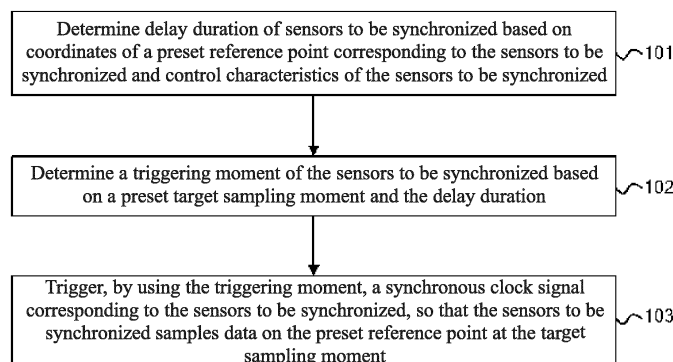 Determine delay duration of sensors to be synchronized based on
coordinates of a preset reference point corresponding to the sensors to be
synchronized and control characteristics of the sensors to be synchronized
101
Determine a triggering moment of the sensors to be synchronized based
on a preset target sampling moment and the delay duration
102
Trigger, by using the triggering moment, a synchronous clock signal
corresponding to the sensors to be synchronized, so that the sensors to be
synchronized samples data on the preset reference point at the target
sampling moment
103